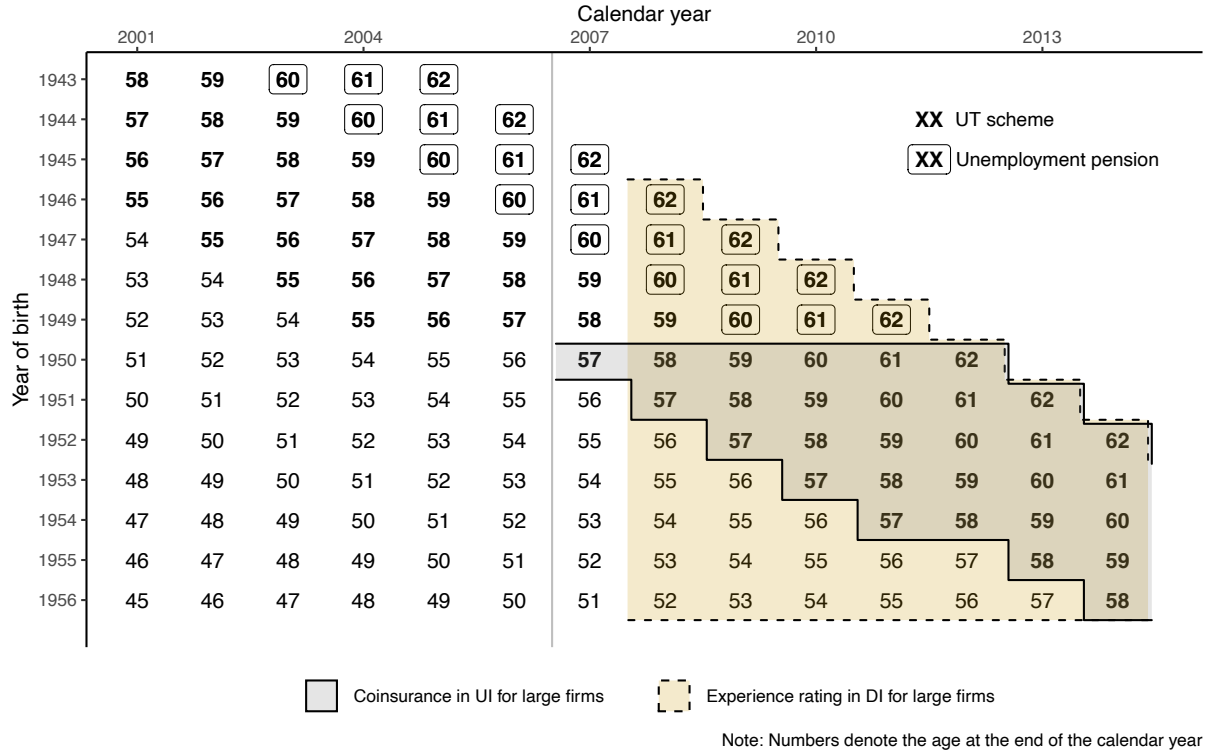 Calendar year
2001 2004 2007 2010 2013
1943 58 59 60 61 62
1944 57 58 59 60 61 62 XX UT scheme
1945 56 57 58 59 60 61 62 XX Unemployment pension
1946 55 56 57 58 59 60 61 62
1947 54 55 56 57 58 59 60 61 62
1948 53 54 55 56 57 58 59 60 61 62
1949 52 53 54 55 56 57 58 59 60 61 62
1950 51 52 53 54 55 56 57 58 59 60 61 62
1951 50 51 52 53 54 55 56 57 58 59 60 61 62
1952 49 50 51 52 53 54 55 56 57 58 59 60 61 62
1953 48 49 50 51 52 53 54 55 56 57 58 59 60 61
1954 47 48 49 50 51 52 53 54 55 56 57 58 59 60
1955 46 47 48 49 50 51 52 53 54 55 56 57 58 59
1956 45 46 47 48 49 50 51 52 53 54 55 56 57 58
Year of birth
Coinsurance in UI for large firms Experience rating in DI for large firms
Note: Numbers denote the age at the end of the calendar year